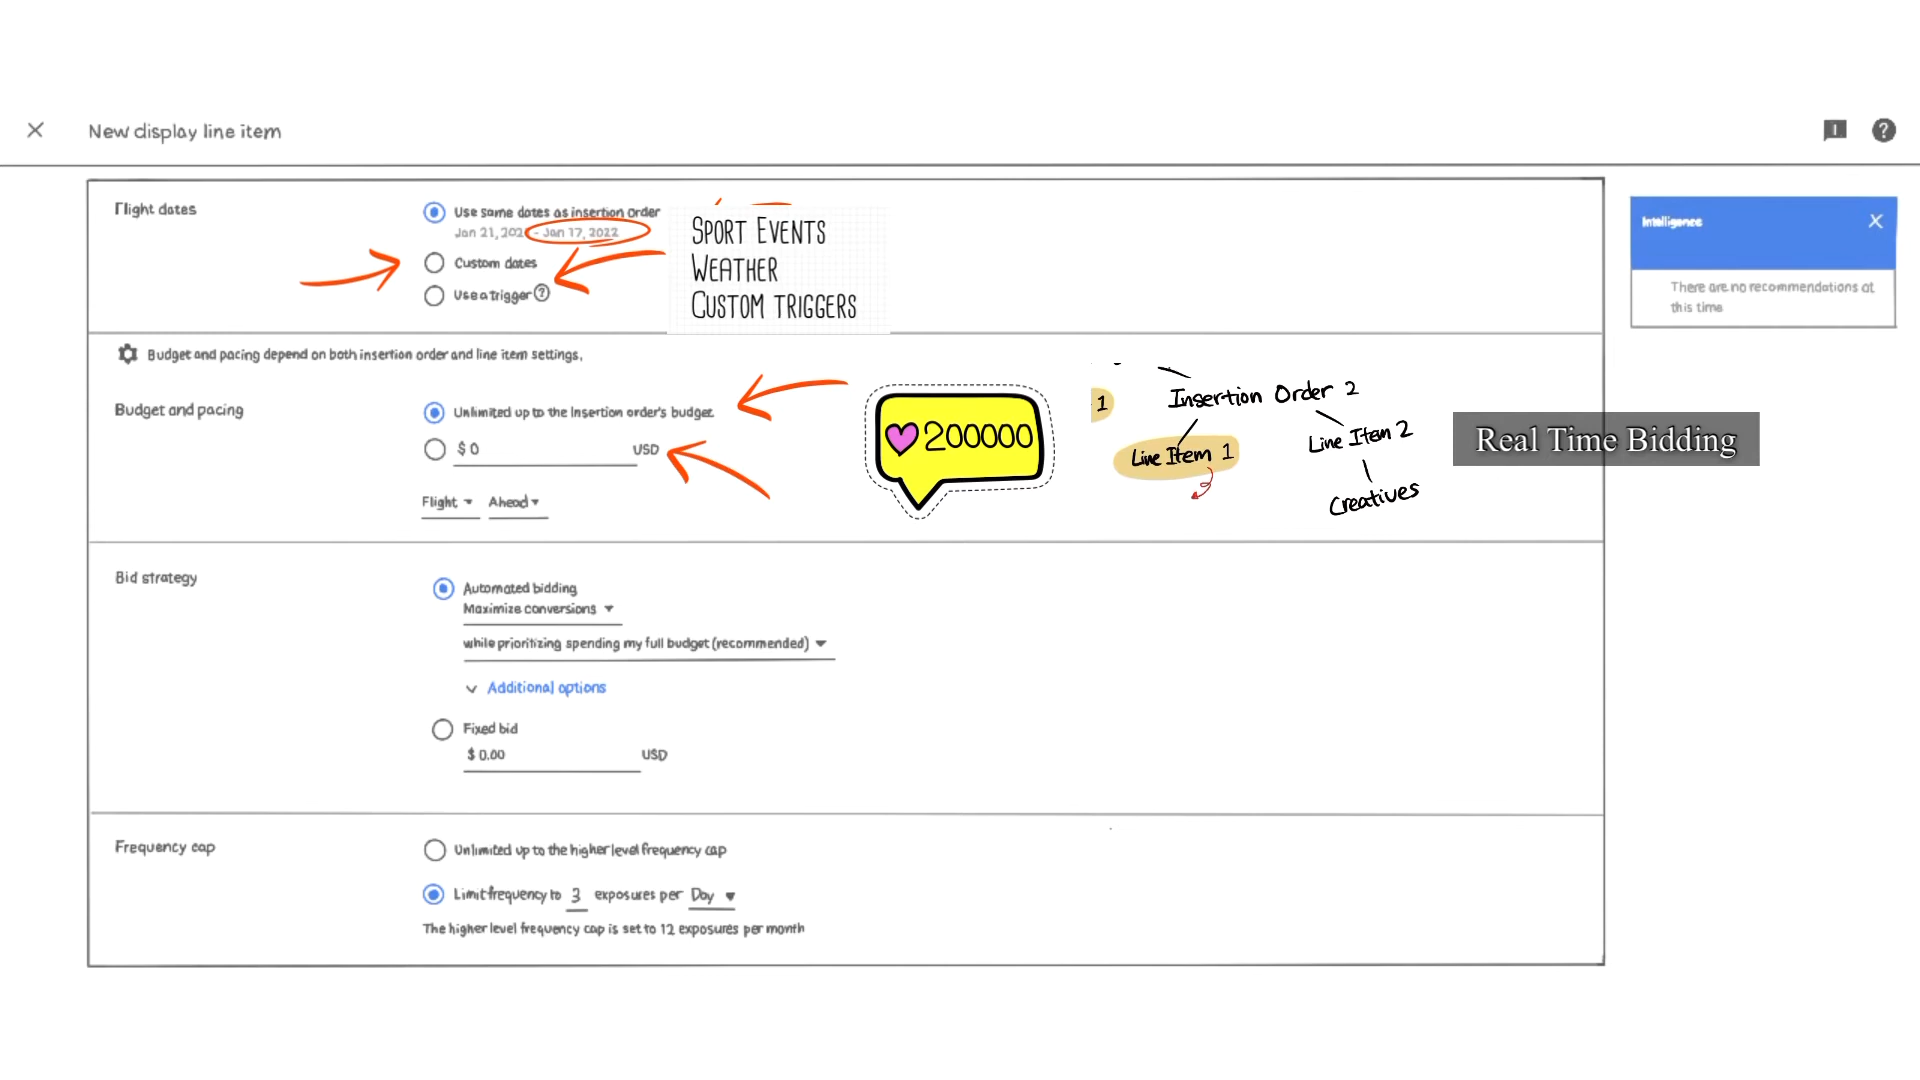 New display line item
Flight dates
Use same dates as insertion order
Jan 21, 202 - Jan 17, 2022
Custom dates
Use a trigger
SPORT EVENTS
WEATHER
CUSTOM TRIGGERS
Intelligence
There are no recommendations at
this time
Budget and pacing depend on both insertion order and line item settings.
Budget and pacing
Unlimited up to the Insertion order's budget
$ 0 USD
Flight Ahead
200000
1
Insertion Order 2
Line Item 1
Line Item 2
Creatives
Real Time Bidding
Bid strategy
Automated bidding
Maximize conversions
while prioritizing spending my full budget (recommended)
Additional options
Fixed bid
$ 0.00 USD
Frequency cap
Unlimited up to the higher level frequency cap
Limit frequency to 3 exposures per Day
The higher level frequency cap is set to 12 exposures per month